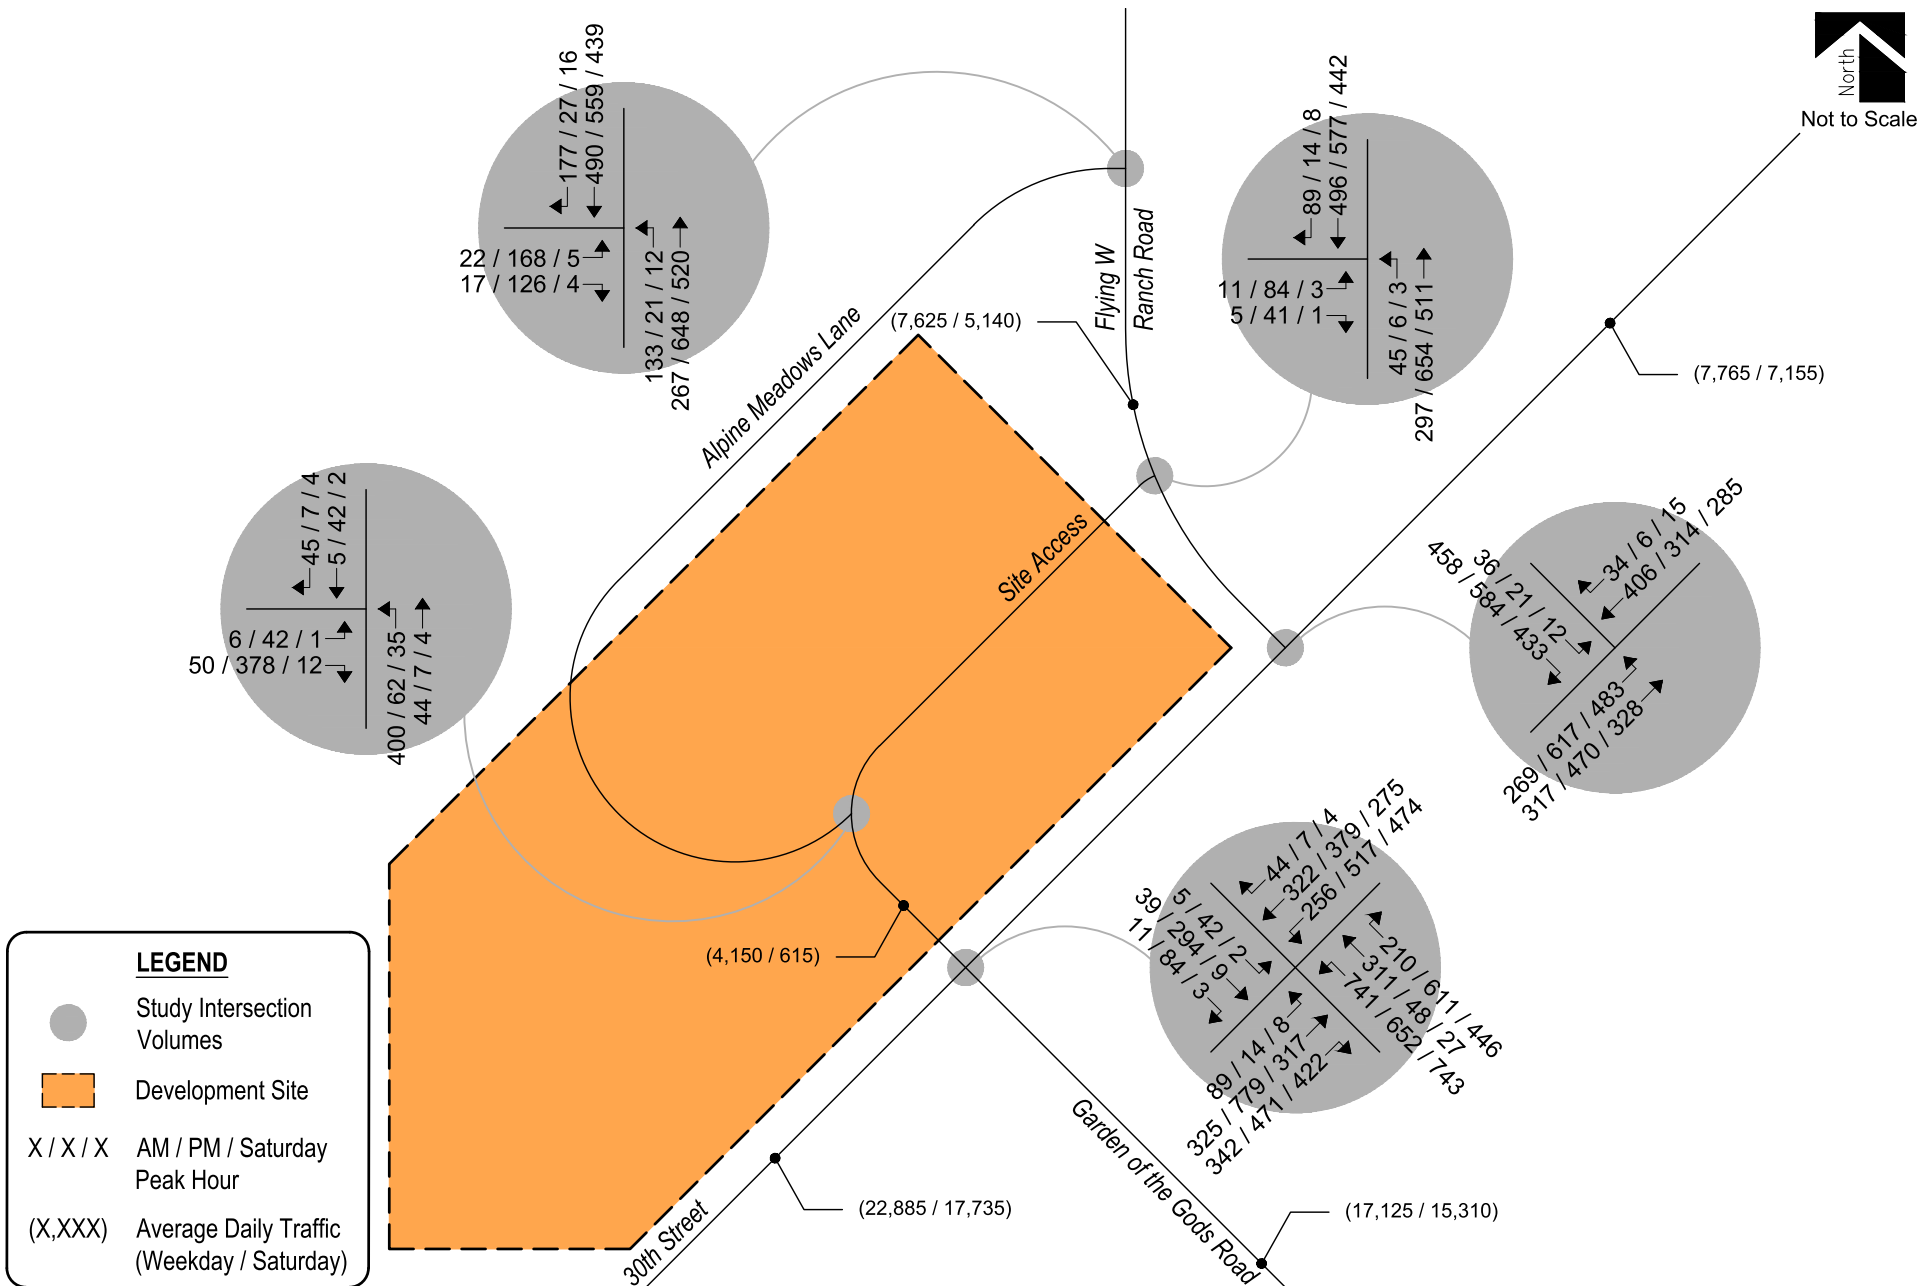 North
Not to Scale
177 / 27 / 16
490 / 559 / 439
22 / 168 / 5
17 / 126 / 4
133 / 21 / 12
267 / 648 / 520
89 / 14 / 8
496 / 577 / 442
11 / 84 / 3
5 / 41 / 1
45 / 6 / 3
297 / 654 / 511
Flying W
Ranch Road
(7,625 / 5,140)
Alpine Meadows Lane
(7,765 / 7,155)
Site Access
45 / 7 / 4
5 / 42 / 2
6 / 42 / 1
50 / 378 / 12
400 / 62 / 35
44 / 7 / 4
34 / 6 / 15
406 / 314 / 285
36 / 21 / 12
458 / 584 / 433
269 / 617 / 483
317 / 470 / 328
44 / 7 / 4
322 / 379 / 275
256 / 517 / 474
5 / 42 / 2
39 / 294 / 9
11 / 84 / 3
210 / 611 / 446
311 / 48 / 27
741 / 652 / 743
89 / 14 / 8
325 / 779 / 317
342 / 471 / 422
(4,150 / 615)
(22,885 / 17,735)
(17,125 / 15,310)
30th Street
Garden of the Gods Road
LEGEND
Study Intersection
Volumes
Development Site
X / X / X AM / PM / Saturday
Peak Hour
(X,XXX) Average Daily Traffic
(Weekday / Saturday)